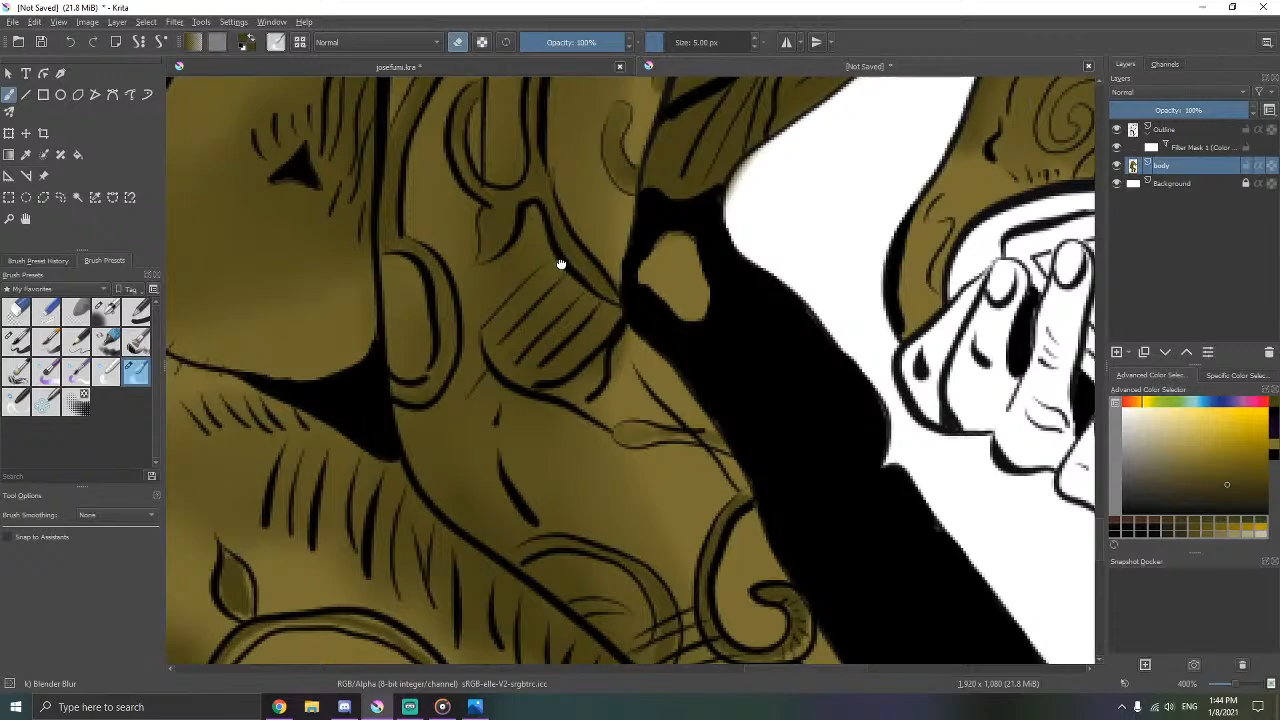 [Not Saved]  (21.8 MiB) * - Krita
File Edit View Image Layer Select Filter Tools Settings Window Help
Normal Opacity: 100% Size: 5.00 px
josefumi.kra * [Not Saved] *
Layers Channels
Layers
Normal
Opacity: 100%
Outline
Filter Mask 1 (Color ...
body
Background
Brush Preset History Brush Presets
Brush Presets
My Favorites Tag
Search
Tool Options
Brush Smoothing: None
Snap to Assistants
Advanced Color Selec... Specific Color Selec...
Advanced Color Selector
Snapshot Docker
k) Blender Blur RGB/Alpha (8-bit integer/channel)  sRGB-elle-V2-srgbtrc.icc 1,920 x 1,080 (21.8 MiB) 400%
Type here to search ENG 1:44 PM
1/8/2021